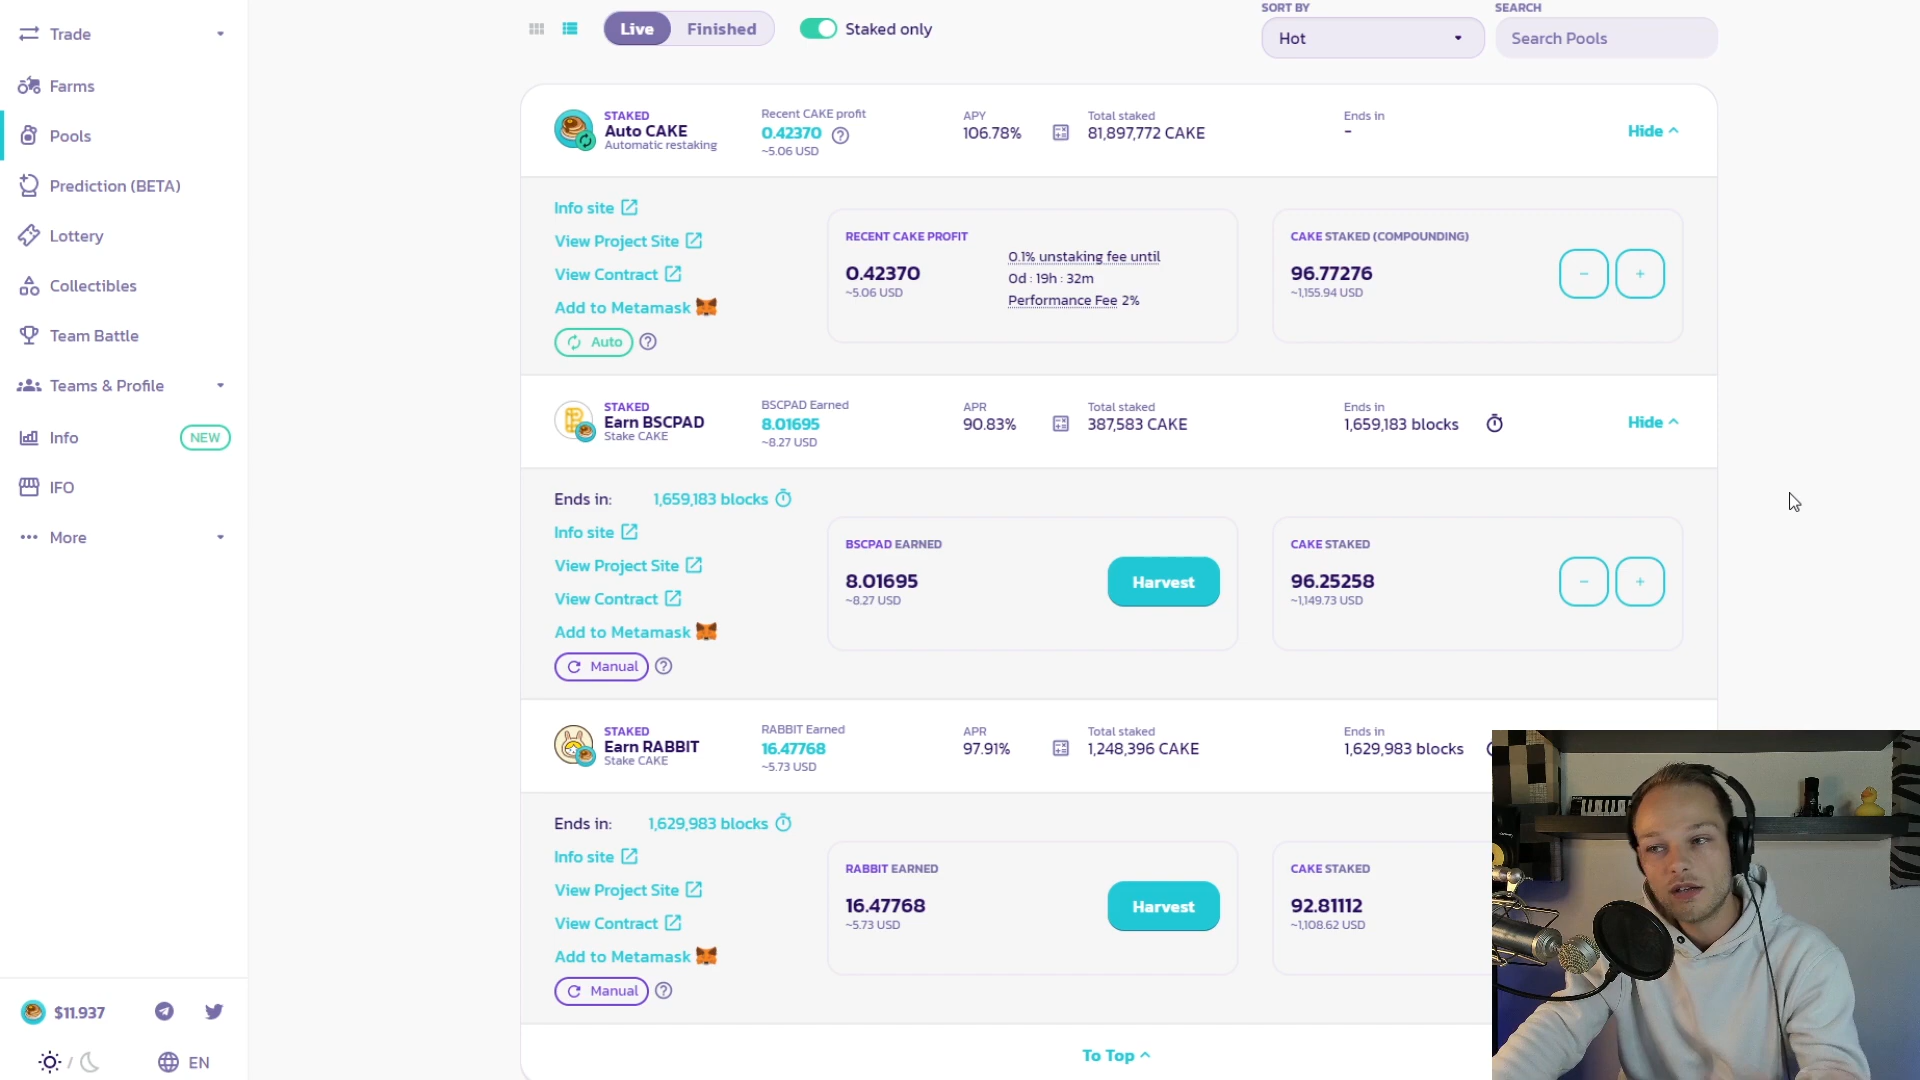 Trade
Farms
Pools
Prediction (BETA)
Lottery
Collectibles
Team Battle
Teams & Profile
Info NEW
IFO
More
$11.937
/
EN
Live Finished Staked only
SORT BY
Hot
SEARCH
Search Pools
STAKED
Auto CAKE
Automatic restaking
Recent CAKE profit
0.42370
~5.06 USD
APY
106.78%
Total staked
81,897,772 CAKE
Ends in
-
Hide
Info site
View Project Site
View Contract
Add to Metamask
Auto
RECENT CAKE PROFIT
0.42370
~5.06 USD
0.1% unstaking fee until
0d : 19h : 32m
Performance Fee 2%
CAKE STAKED (COMPOUNDING)
96.77276
~1,155.94 USD
- +
STAKED
Earn BSCPAD
Stake CAKE
BSCPAD Earned
8.01695
~8.27 USD
APR
90.83%
Total staked
387,583 CAKE
Ends in
1,659,183 blocks
Hide
Ends in: 1,659,183 blocks
Info site
View Project Site
View Contract
Add to Metamask
Manual
BSCPAD EARNED
8.01695
~8.27 USD
Harvest
CAKE STAKED
96.25258
~1,149.73 USD
- +
STAKED
Earn RABBIT
Stake CAKE
RABBIT Earned
16.47768
~5.73 USD
APR
97.91%
Total staked
1,248,396 CAKE
Ends in
1,629,983 blocks
Ends in: 1,629,983 blocks
Info site
View Project Site
View Contract
Add to Metamask
Manual
RABBIT EARNED
16.47768
~5.73 USD
Harvest
CAKE STAKED
92.81112
~1,108.62 USD
To Top